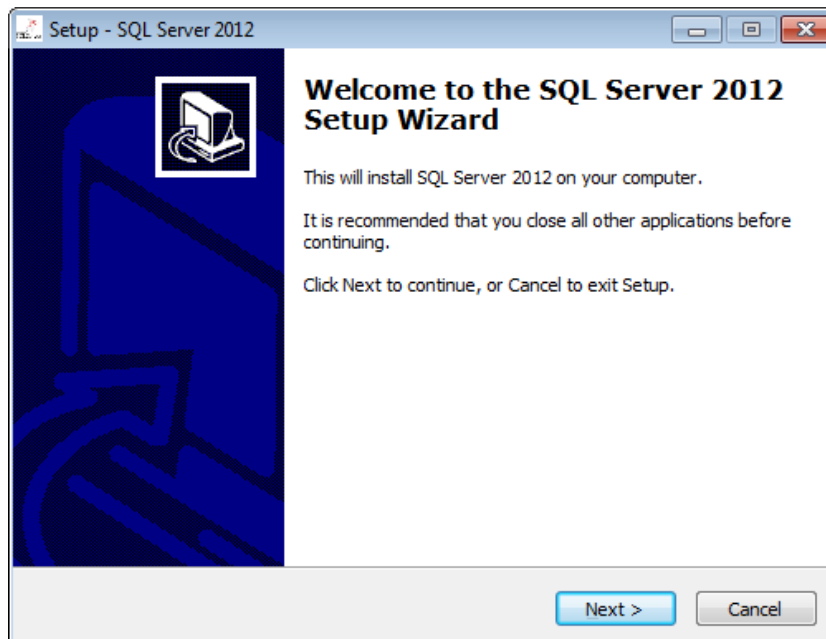 Setup - SQL Server 2012
Welcome to the SQL Server 2012
Setup Wizard
This will install SQL Server 2012 on your computer.
It is recommended that you close all other applications before
continuing.
Click Next to continue, or Cancel to exit Setup.
Next >
Cancel